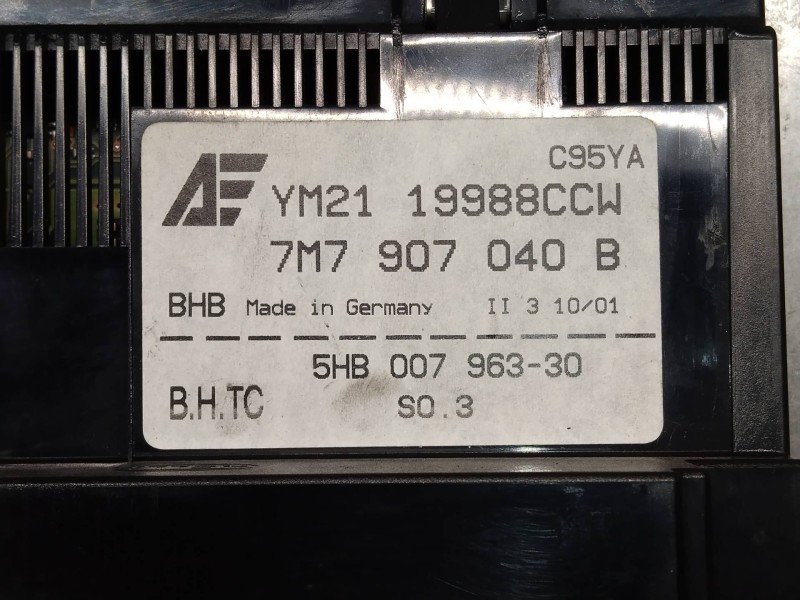 C95YA
AE YM21 19988CCW
7M7 907 040 B
BHB Made in Germany II 3 10/01
5HB 007 963-30
B.H.TC SO.3